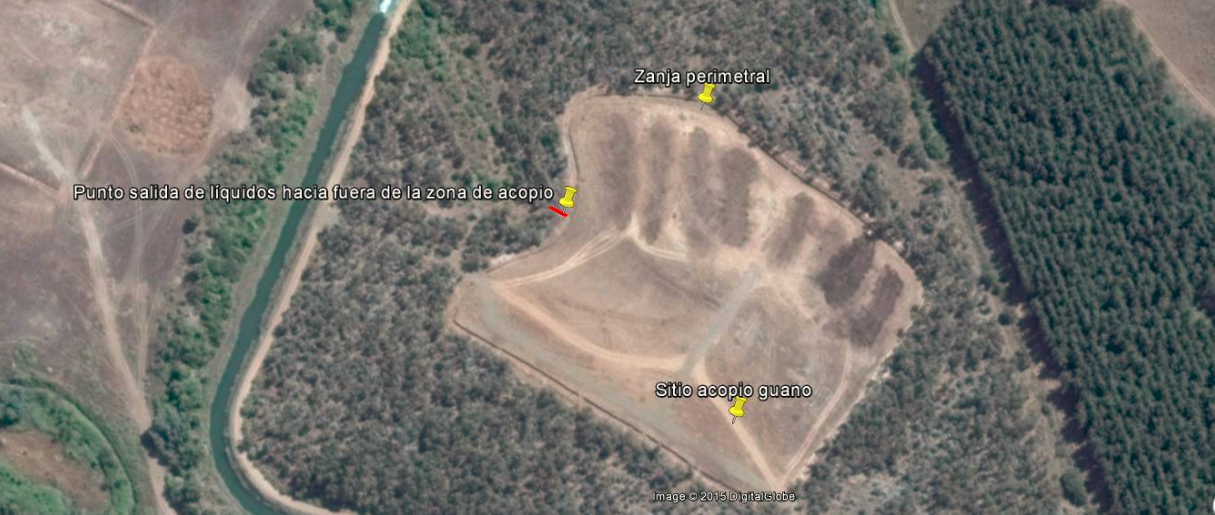 Zanja perimetral
Punto salida de líquidos hacia fuera de la zona de acopio
Sitio acopio guano
Image © 2015 DigitalGlobe